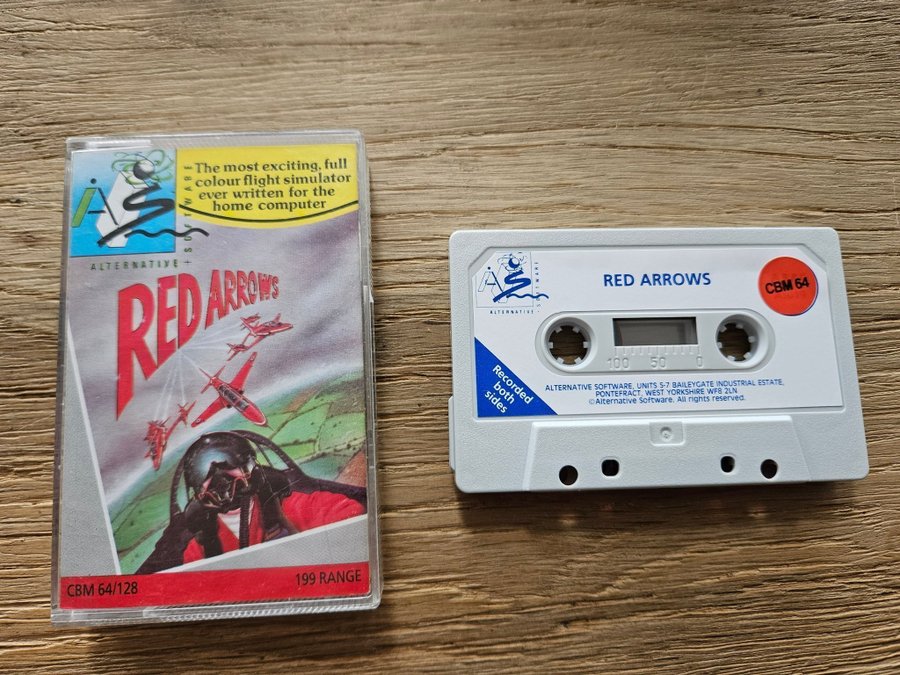 The most exciting, full
colour flight simulator
ever written for the
home computer
ALTERNATIVE
SOFTWARE
RED ARROWS
CBM 64/128
199 RANGE
RED ARROWS
CBM 64
ALTERNATIVE
SOFTWARE
100 50 0
Recorded
both
sides
ALTERNATIVE SOFTWARE, UNITS 5-7 BAILEYGATE INDUSTRIAL ESTATE,
PONTEFRACT, WEST YORKSHIRE WF8 2LN
©Alternative Software. All rights reserved.